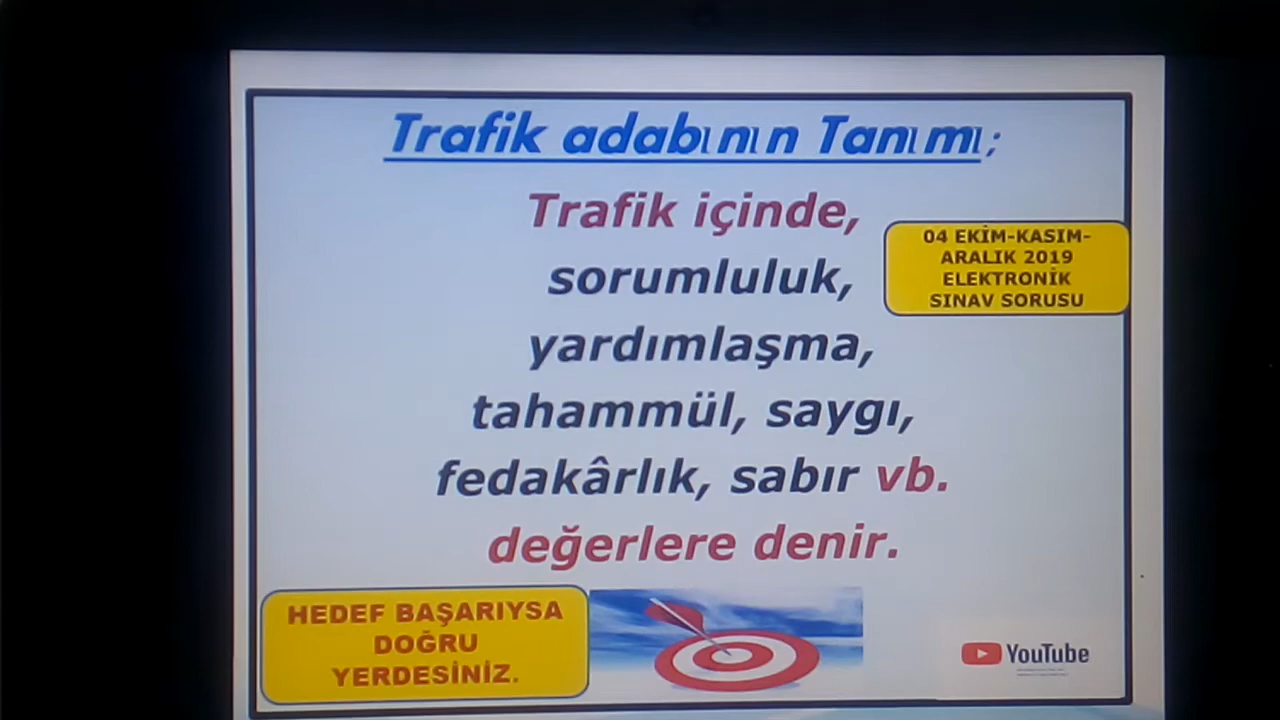 Trafik adabının Tanımı;
Trafik içinde,
04 EKİM-KASIM-
ARALIK 2019
ELEKTRONİK
SINAV SORUSU
sorumluluk,
yardımlaşma,
tahammül, saygı,
fedakârlık, sabır vb.
değerlere denir.
HEDEF BAŞARIYSA
DOĞRU
YERDESİNİZ.
YouTube